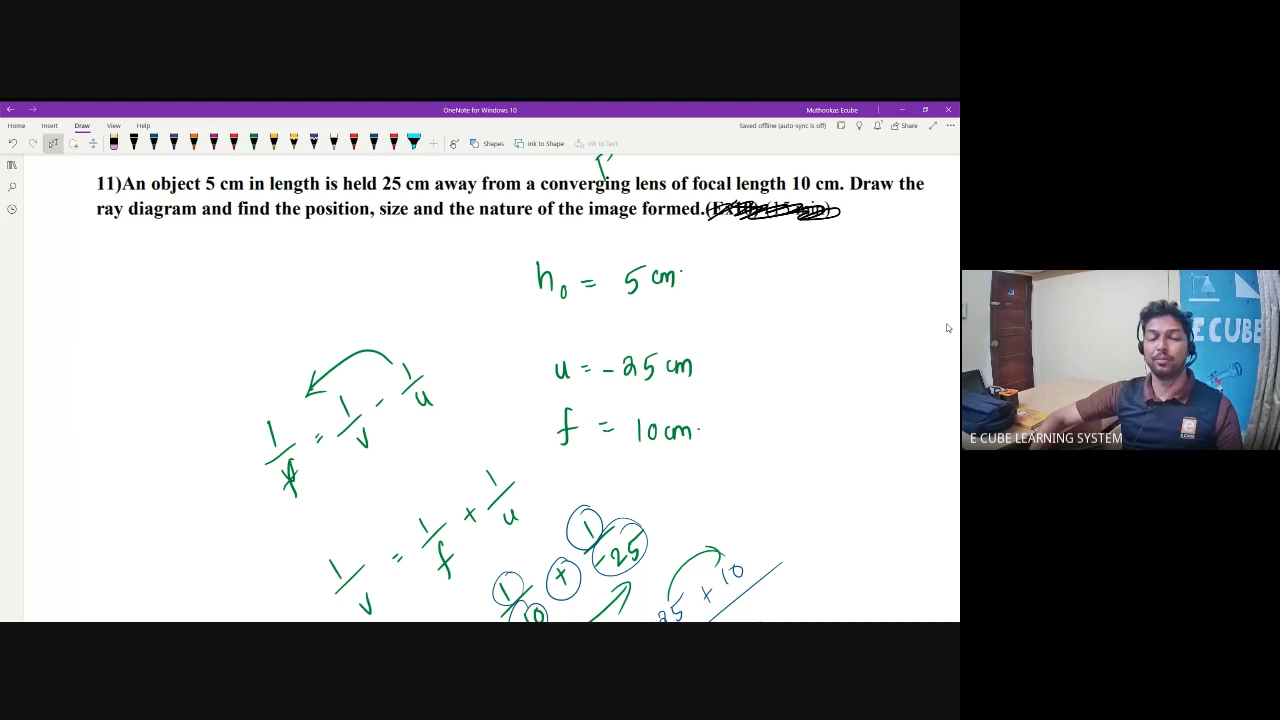 OneNote for Windows 10
Muthookas Ecube
Home Insert Draw View Help
Saved offline (auto-sync is off)
Share
Shapes Ink to Shape Ink to Text
11)An object 5 cm in length is held 25 cm away from a converging lens of focal length 10 cm. Draw the
ray diagram and find the position, size and the nature of the image formed.
h₀ = 5 cm.
u = -25 cm
f = 10 cm.
1/f = 1/v - 1/u
1/v = 1/f + 1/u
1/10 + 1/-25
25 + 10
E CUBE
E CUBE LEARNING SYSTEM